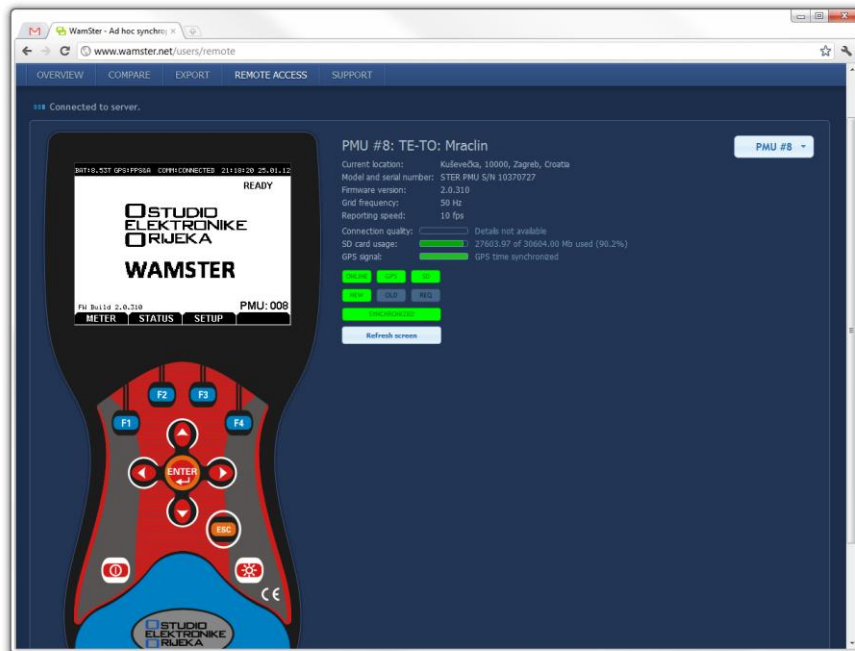 WamSter - Ad hoc synchro
www.wamster.net/users/remote
OVERVIEW COMPARE EXPORT REMOTE ACCESS SUPPORT
Connected to server.
PMU #8: TE-TO: Mraclin
PMU #8
Current location: Kuševečka, 10000, Zagreb, Croatia
Model and serial number: STER PMU S/N 10370727
Firmware version: 2.0.310
Grid frequency: 50 Hz
Reporting speed: 10 fps
Connection quality: Details not available
SD card usage: 27603.97 of 30604.00 Mb used (90.2%)
GPS signal: GPS time synchronized
ONLINE GPS SD
NEW OLD REQ
SYNCHRONIZED
Refresh screen
BAT:8.53T GPS:PPS&A COMM:CONNECTED 21:18:20 25.01.12
READY
STUDIO
ELEKTRONIKE
RIJEKA
WAMSTER
FW Build 2.0.310 PMU: 008
METER STATUS SETUP
F1 F2 F3 F4
ENTER
ESC
CE
STUDIO
ELEKTRONIKE
RIJEKA